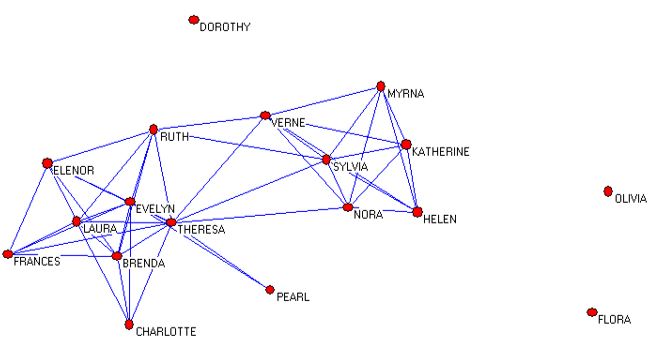 DOROTHY
MYRNA
VERNE
RUTH
KATHERINE
SYLVIA
ELENOR
OLIVIA
EVELYN
NORA
HELEN
LAURA
THERESA
FRANCES
BRENDA
PEARL
FLORA
CHARLOTTE